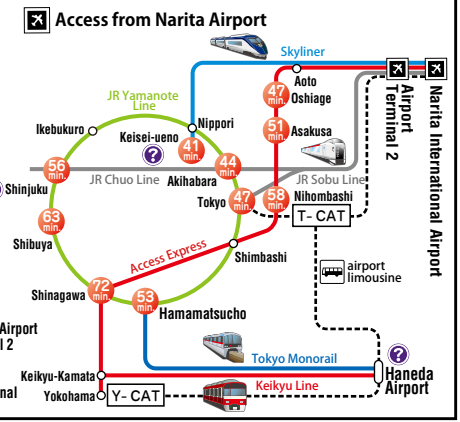 Access from Narita Airport
Skyliner
Aoto
JR Yamanote
Line
47
min.
Oshiage
Airport
Terminal 2
Narita International Airport
Ikebukuro
Nippori
Keisei-ueno
51
min.
Asakusa
?
41
min.
56
min.
Shinjuku
JR Chuo Line
44
min.
Akihabara
JR Sobu Line
63
min.
Shibuya
Tokyo
47
min.
58
min.
Nihombashi
T- CAT
Access Express
Shimbashi
airport
limousine
Shinagawa
72
min.
53
min.
Hamamatsucho
Airport
l 2
Tokyo Monorail
?
Haneda
Airport
Keikyu-Kamata
Keikyu Line
nal
Yokohama
Y- CAT